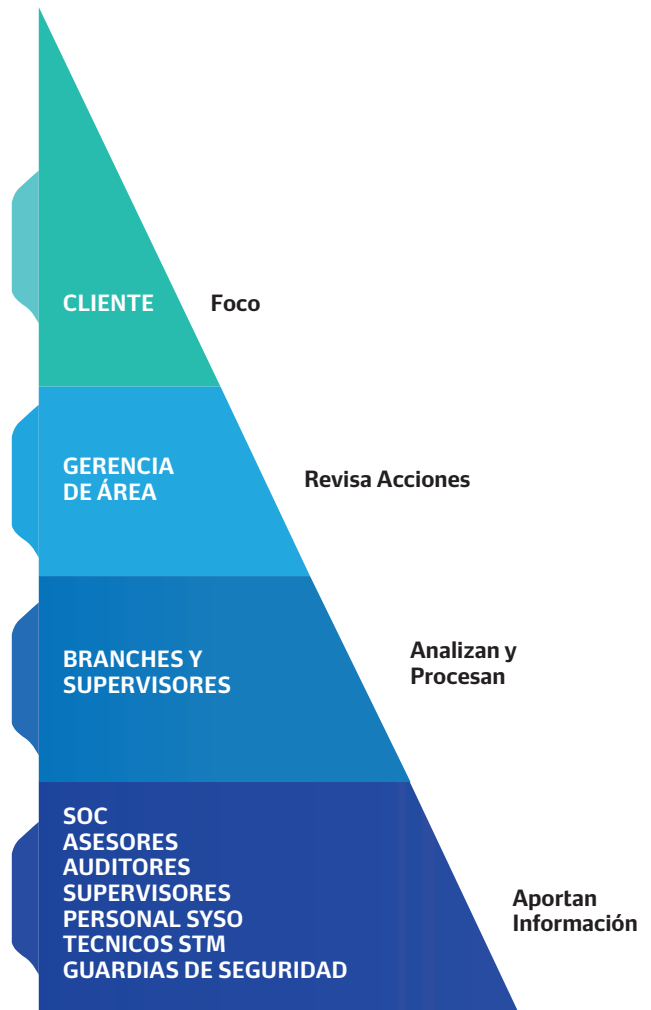 CLIENTE
Foco
GERENCIA
DE ÁREA
Revisa Acciones
BRANCHES Y
SUPERVISORES
Analizan y
Procesan
SOC
ASESORES
AUDITORES
SUPERVISORES
PERSONAL SYSO
TECNICOS STM
GUARDIAS DE SEGURIDAD
Aportan
Información